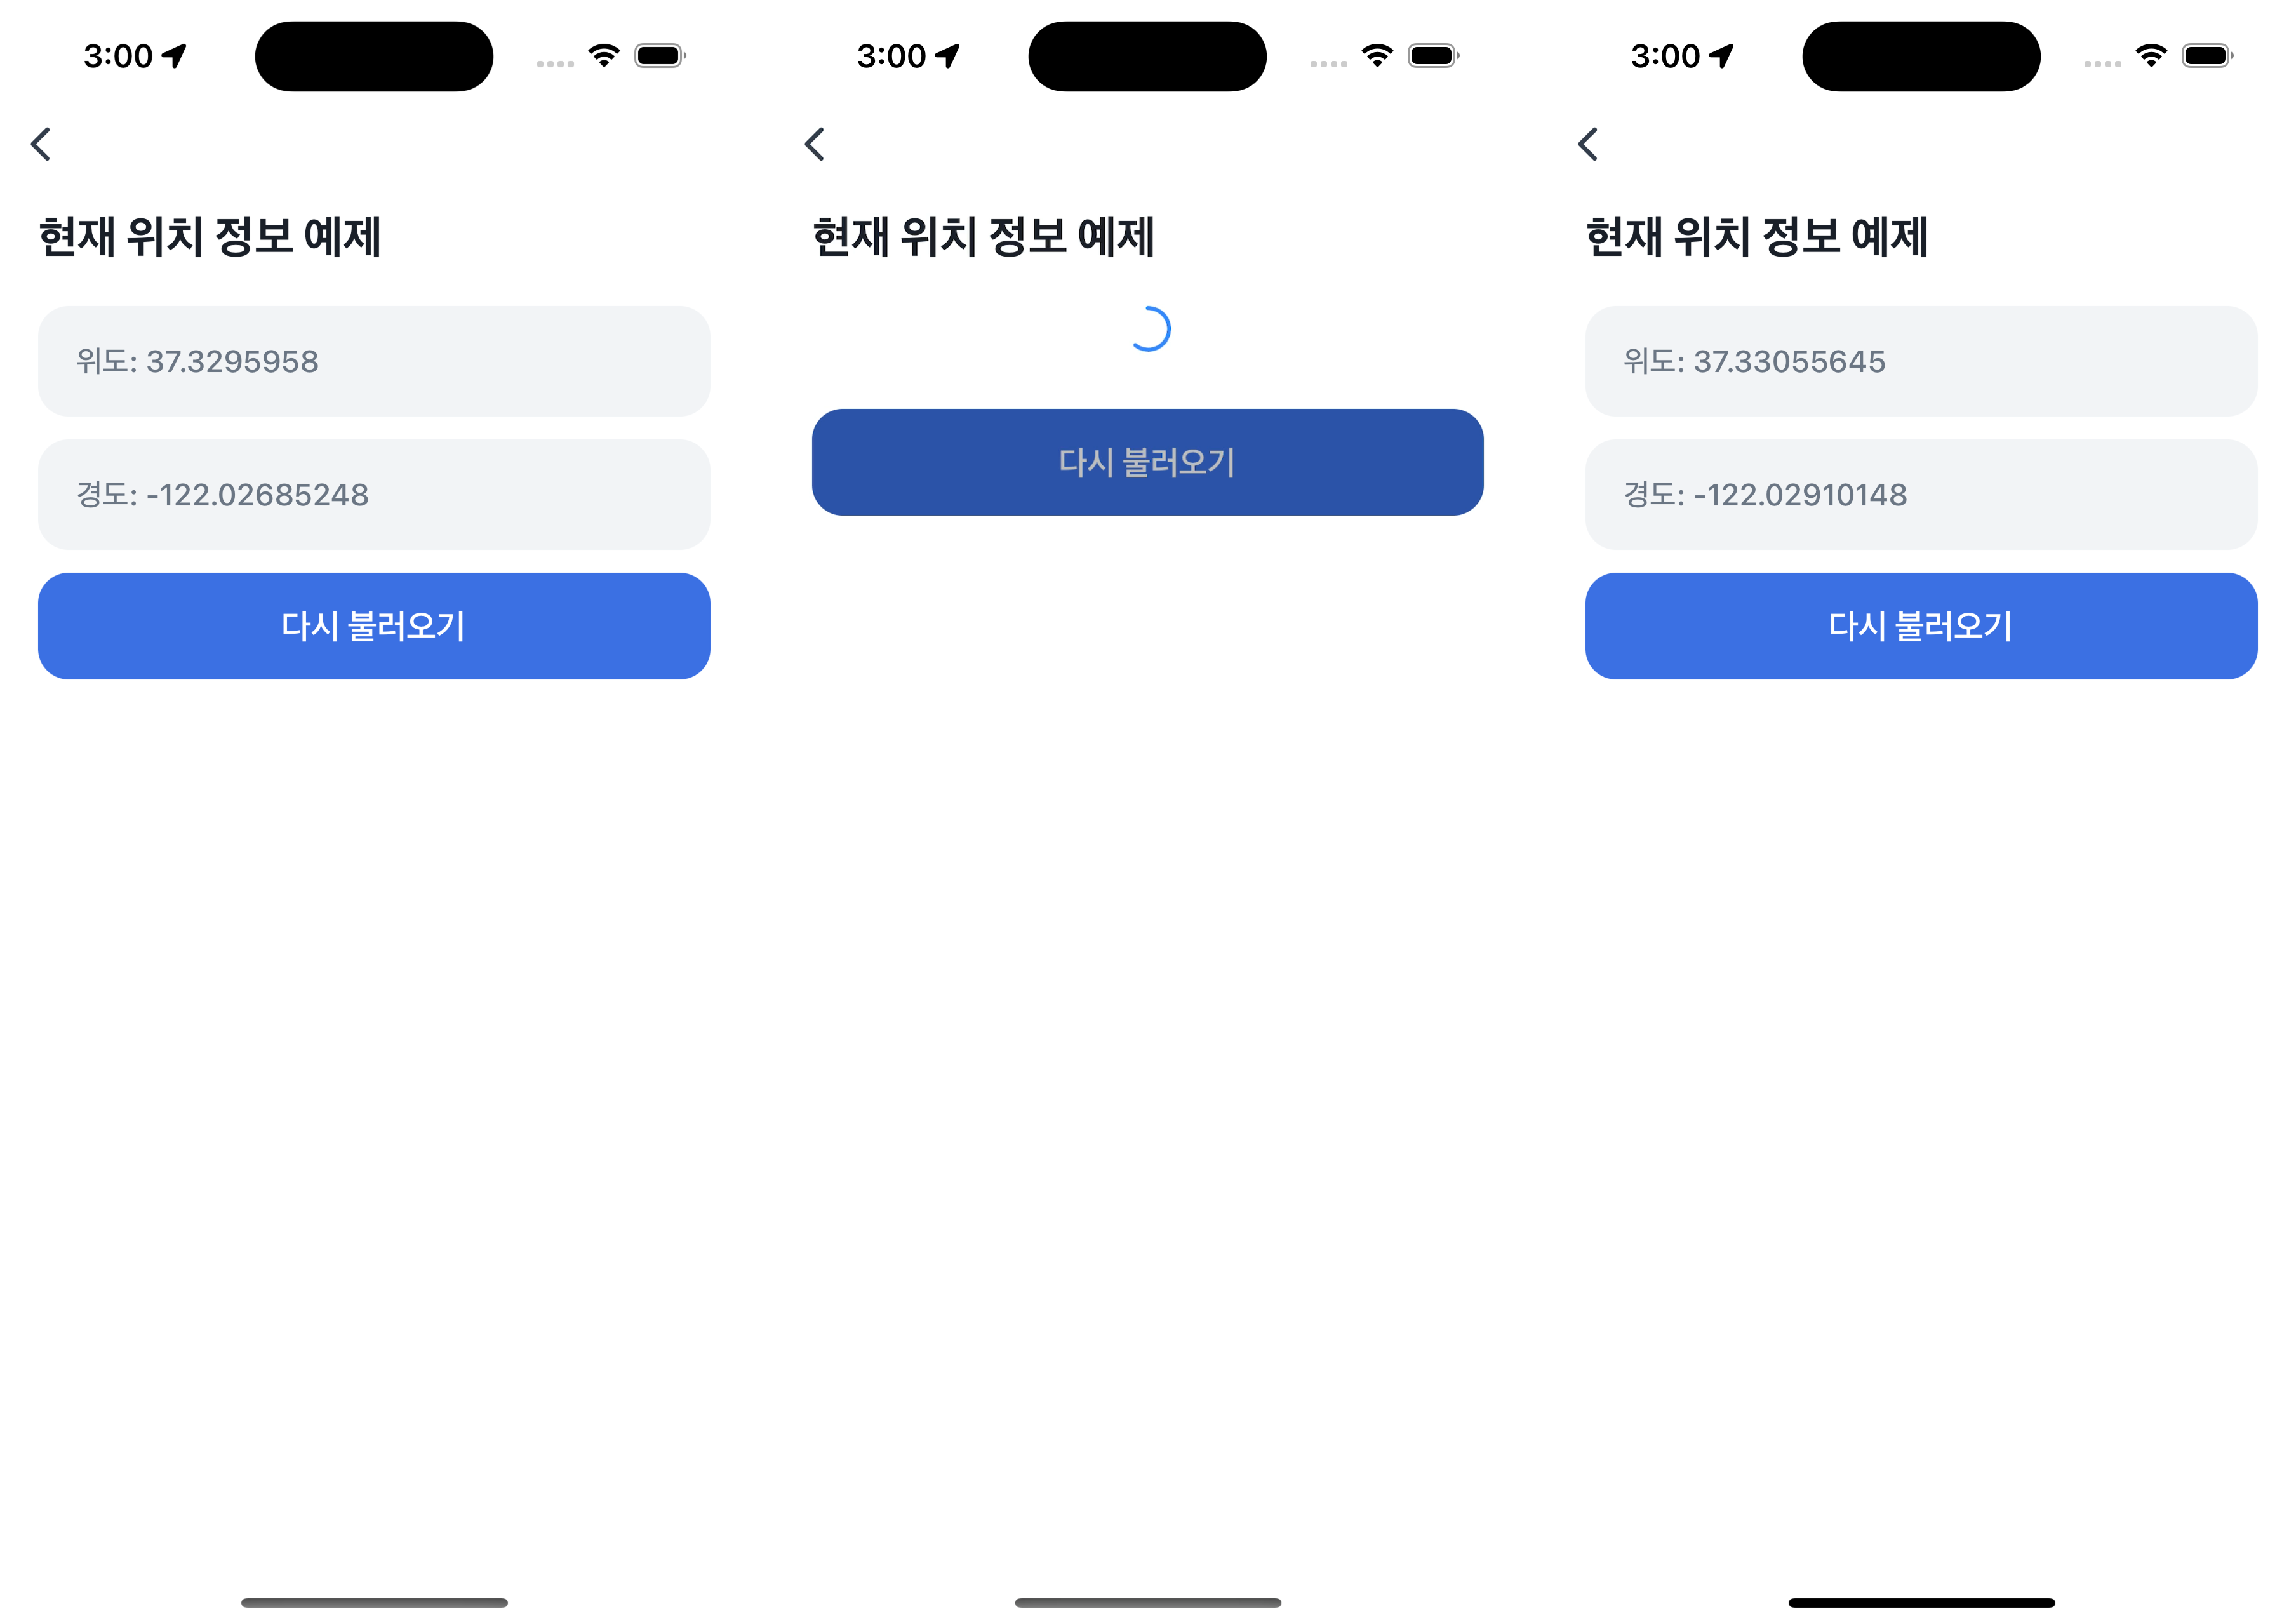 3:00
현재 위치 정보 예제
위도: 37.3295958
경도: -122.02685248
다시 불러오기
3:00
현재 위치 정보 예제
다시 불러오기
3:00
현재 위치 정보 예제
위도: 37.33055645
경도: -122.02910148
다시 불러오기